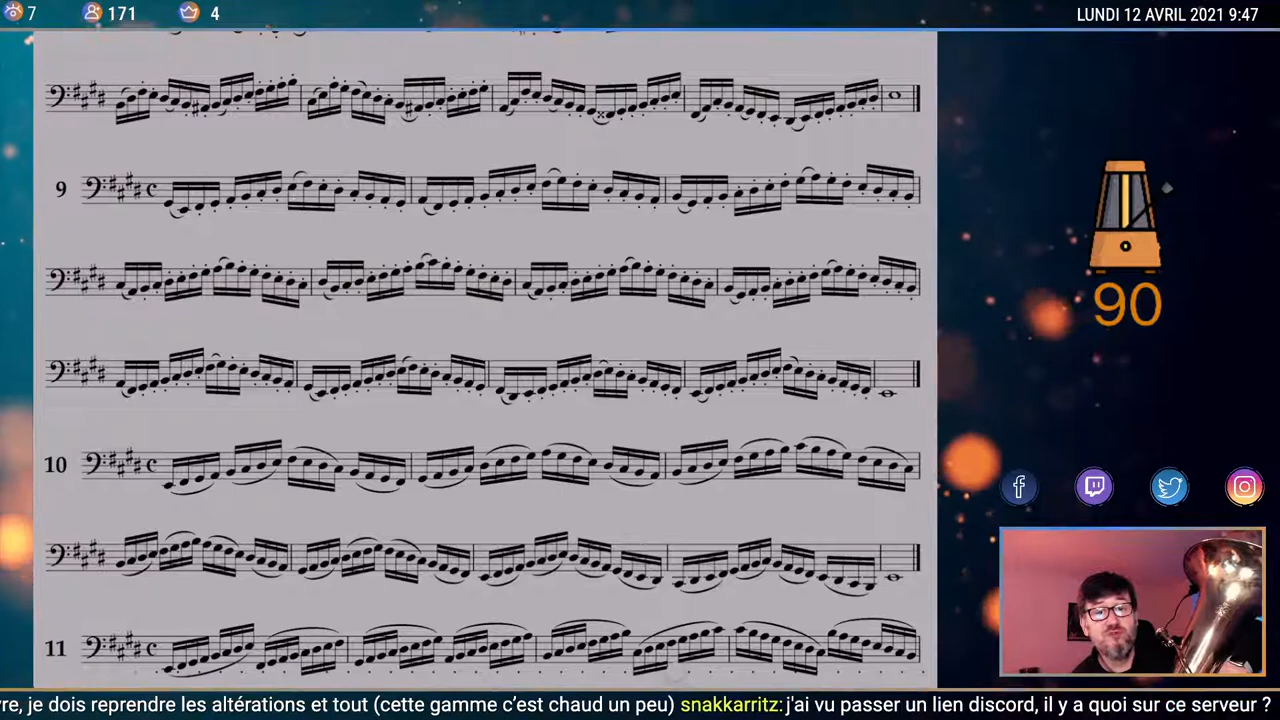 7 171 4 LUNDI 12 AVRIL 2021 9:47
9
90
10
11
re, je dois reprendre les altérations et tout (cette gamme c’est chaud un peu) snakkarritz: j'ai vu passer un lien discord, il y a quoi sur ce serveur ?